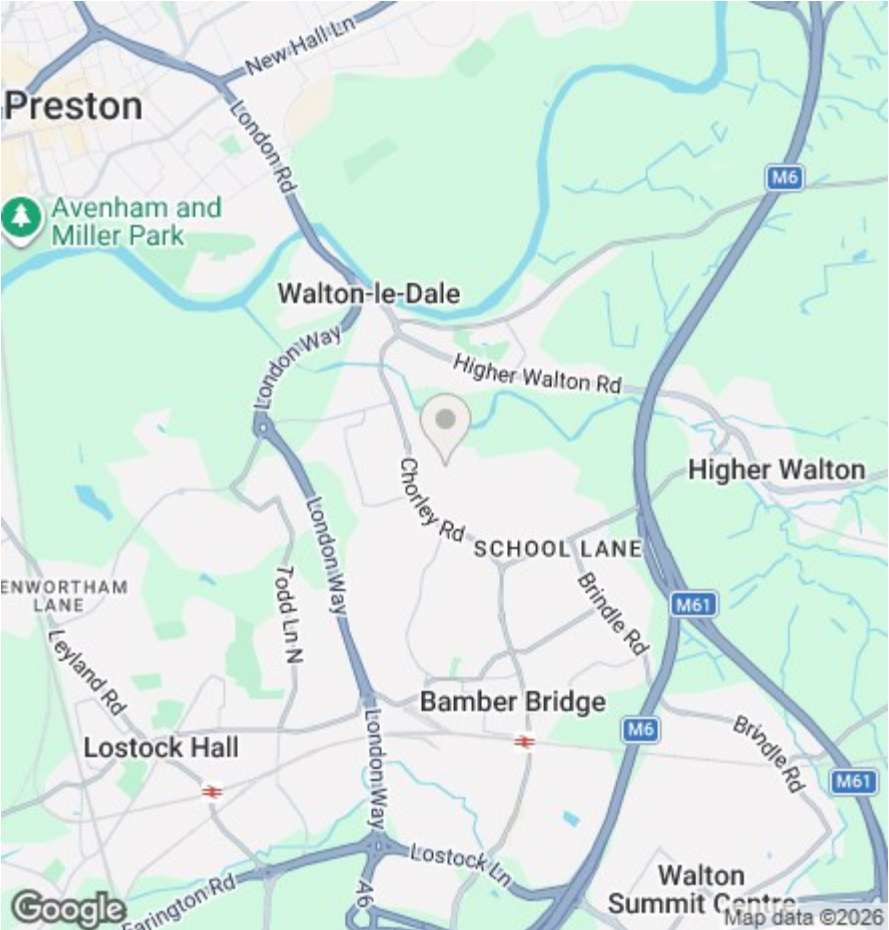 New Hall Ln
Preston
London Rd
M6
Avenham and
Miller Park
Walton-le-Dale
London Way
Higher Walton Rd
Higher Walton
Chorley Rd
SCHOOL LANE
London Way
Todd Ln N
Brindle Rd
ENWORTHAM
LANE
M61
Leyland Rd
Bamber Bridge
M6
Lostock Hall
London Way
Brindle Rd
M61
Lostock Ln
Walton
Summit Centre
Farington Rd
A6
Google
Map data ©2026